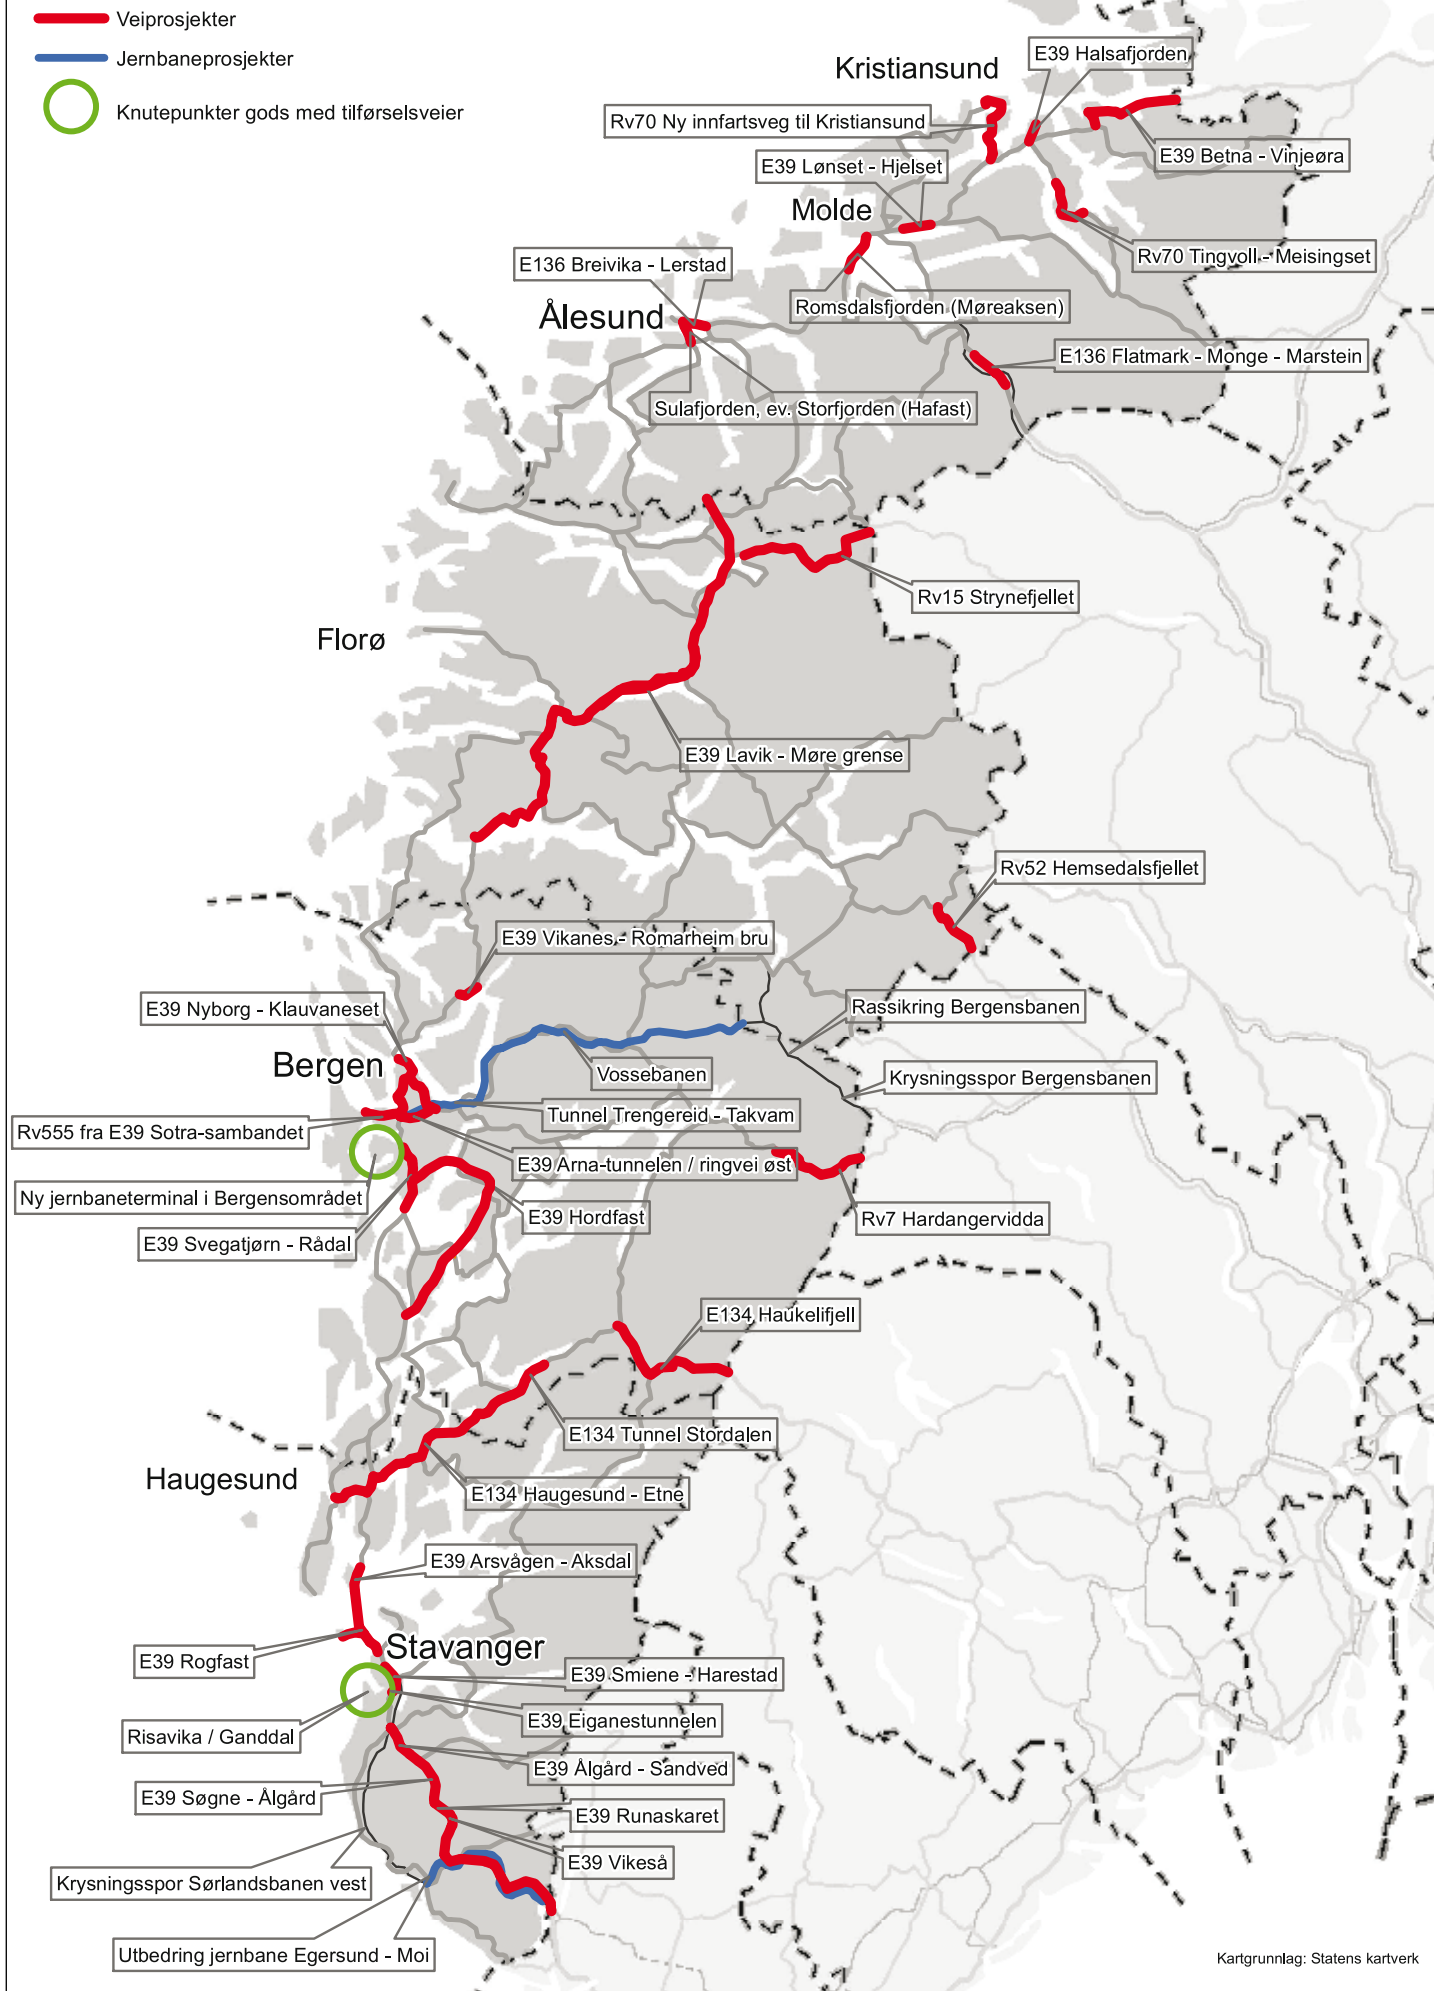 Veiprosjekter
Jernbaneprosjekter
Knutepunkter gods med tilførselsveier
Kristiansund
E39 Halsafjorden
Rv70 Ny innfartsveg til Kristiansund
E39 Betna - Vinjeøra
E39 Lønset - Hjelset
Molde
Rv70 Tingvoll - Meisingset
E136 Breivika - Lerstad
Romsdalsfjorden (Møreaksen)
Ålesund
E136 Flatmark - Monge - Marstein
Sulafjorden, ev. Storfjorden (Hafast)
Rv15 Strynefjellet
Florø
E39 Lavik - Møre grense
Rv52 Hemsedalsfjellet
E39 Vikanes - Romarheim bru
E39 Nyborg - Klauvaneset
Rassikring Bergensbanen
Bergen
Vossebanen
Krysningsspor Bergensbanen
Tunnel Trengereid - Takvam
Rv555 fra E39 Sotra-sambandet
E39 Arna-tunnelen / ringvei øst
Ny jernbaneterminal i Bergensområdet
E39 Hordfast
Rv7 Hardangervidda
E39 Svegatjørn - Rådal
E134 Haukelifjell
E134 Tunnel Stordalen
Haugesund
E134 Haugesund - Etne
E39 Arsvågen - Aksdal
Stavanger
E39 Rogfast
E39 Smiene - Harestad
E39 Eiganestunnelen
Risavika / Ganddal
E39 Ålgård - Sandved
E39 Søgne - Ålgård
E39 Runaskaret
E39 Vikeså
Krysningsspor Sørlandsbanen vest
Utbedring jernbane Egersund - Moi
Kartgrunnlag: Statens kartverk